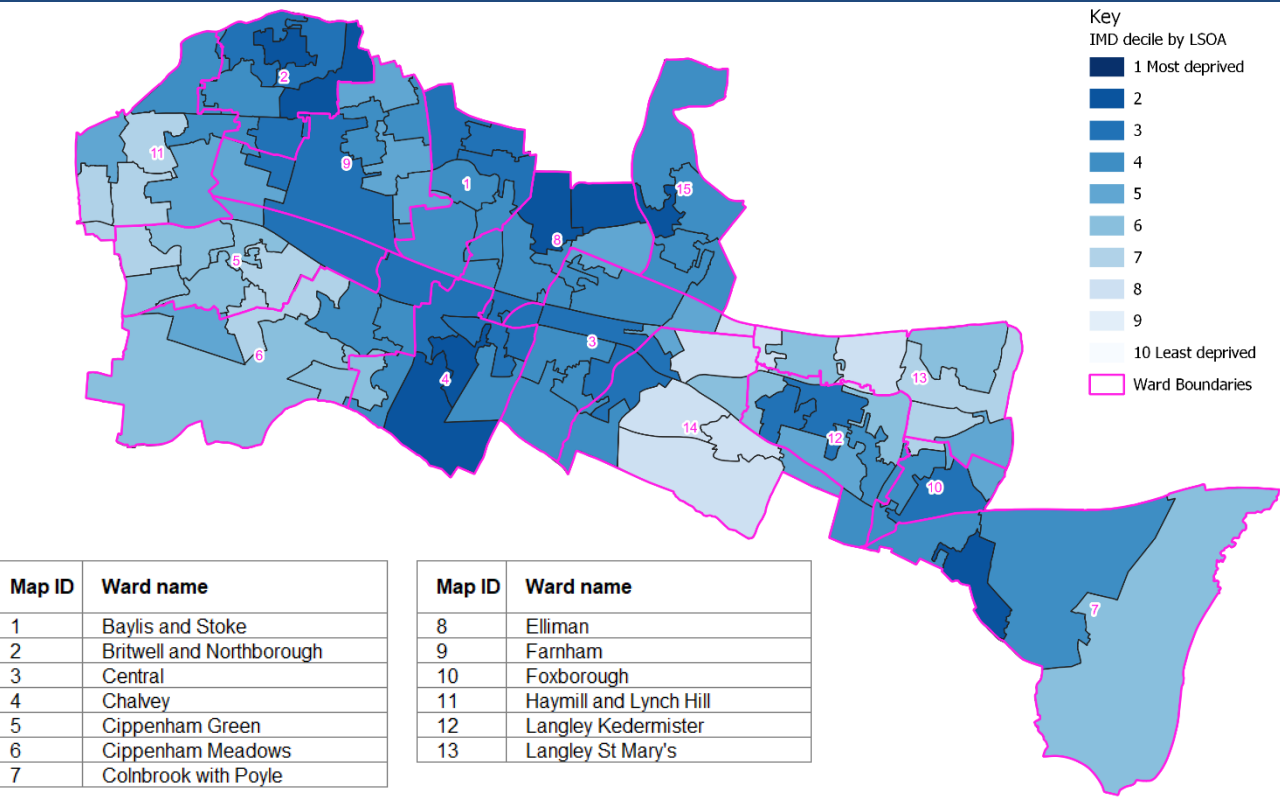 Key
IMD decile by LSOA
1 Most deprived
2
3
4
5
6
7
8
9
10 Least deprived
Ward Boundaries
2
11
9
1
15
8
5
3
6
4
13
14
12
10
7
Map ID Ward name
1 Baylis and Stoke
2 Britwell and Northborough
3 Central
4 Chalvey
5 Cippenham Green
6 Cippenham Meadows
7 Colnbrook with Poyle
Map ID Ward name
8 Elliman
9 Farnham
10 Foxborough
11 Haymill and Lynch Hill
12 Langley Kedermister
13 Langley St Mary's